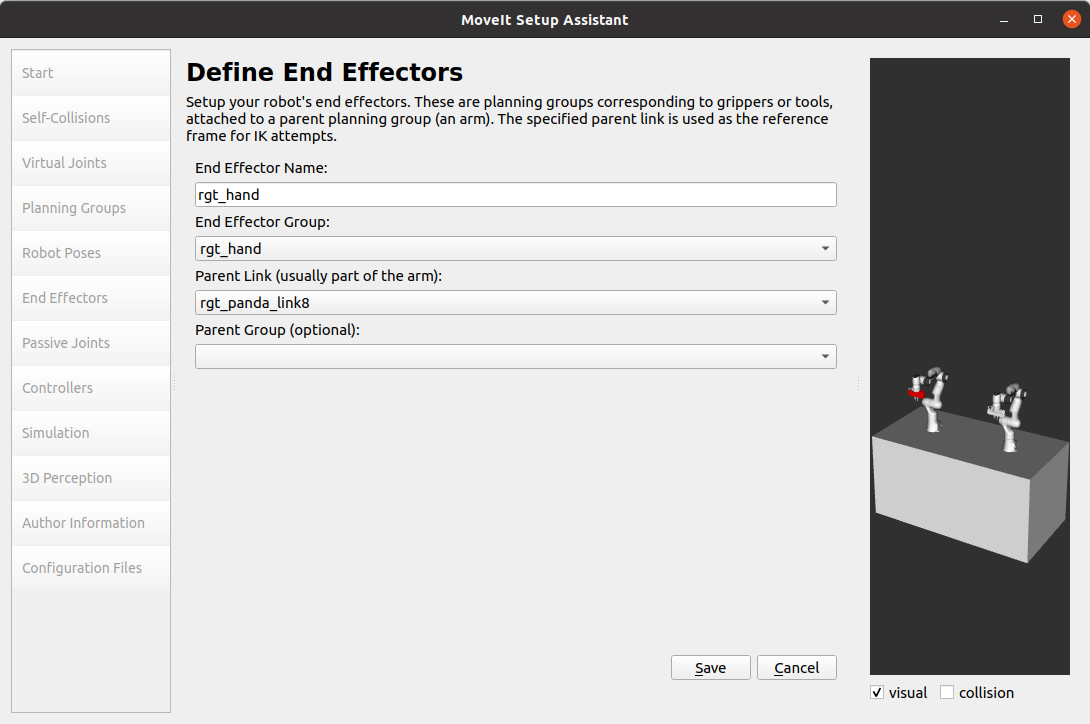 MoveIt Setup Assistant
Start
Self-Collisions
Virtual Joints
Planning Groups
Robot Poses
End Effectors
Passive Joints
Controllers
Simulation
3D Perception
Author Information
Configuration Files
Define End Effectors
Setup your robot's end effectors. These are planning groups corresponding to grippers or tools,
attached to a parent planning group (an arm). The specified parent link is used as the reference
frame for IK attempts.
End Effector Name:
rgt_hand
End Effector Group:
rgt_hand
Parent Link (usually part of the arm):
rgt_panda_link8
Parent Group (optional):
Save
Cancel
visual
collision